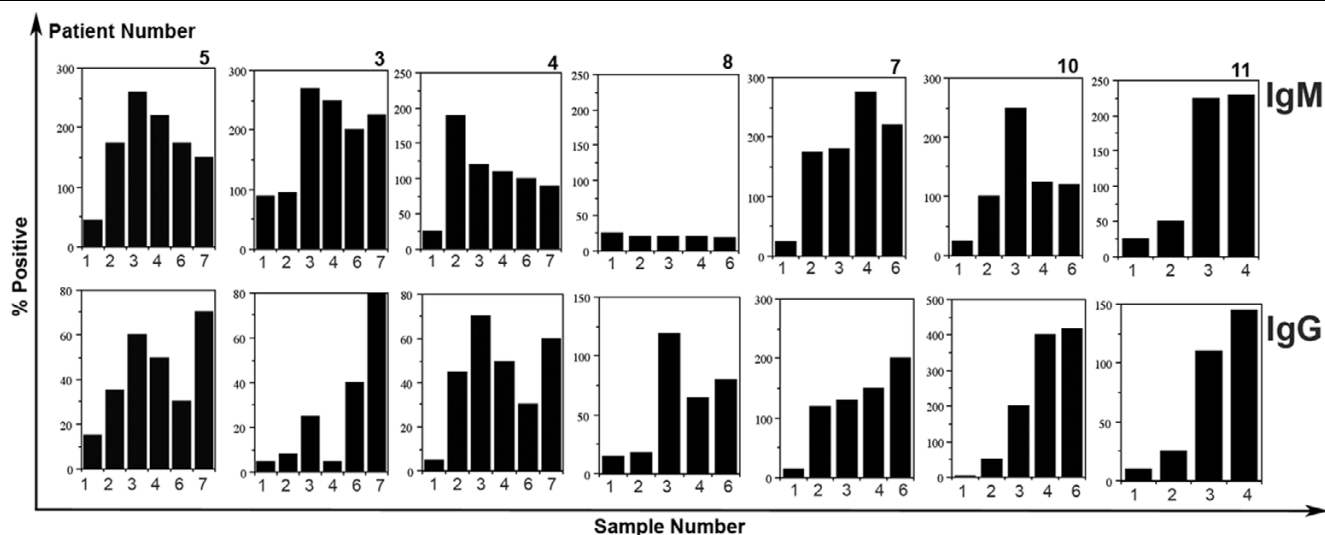 Patient Number
5 3 4 8 7 10 11
IgM
300 300 250 250 300 300 250
200 200 200 200 200 200 200
150 150 150
100 100 100 100 100 100 100
50 50 50
0 0 0 0 0 0 0
1 2 3 4 6 7 1 2 3 4 6 7 1 2 3 4 6 7 1 2 3 4 6 1 2 3 4 6 1 2 3 4 6 1 2 3 4
% Positive
IgG
80 80 80 150 300 500 150
60 60 60 100 200 400 100
40 40 40 50 100 300 50
20 20 20 200
100
0 0 0 0 0 0 0
1 2 3 4 6 7 1 2 3 4 6 7 1 2 3 4 6 7 1 2 3 4 6 1 2 3 4 6 1 2 3 4 6 1 2 3 4
Sample Number